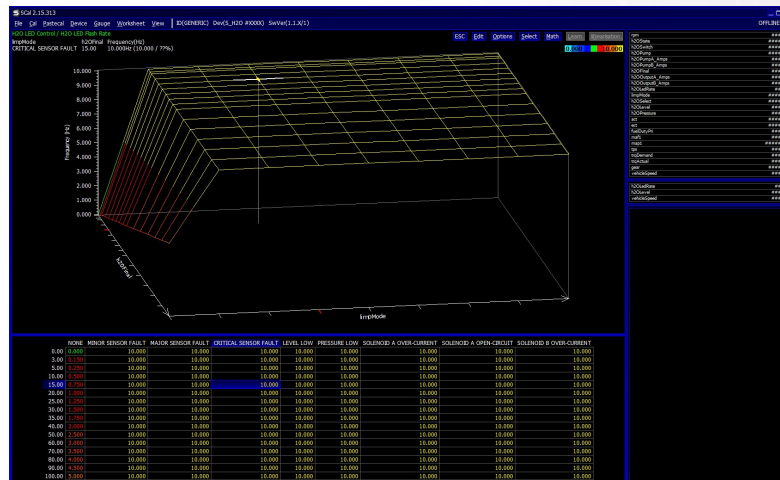 SCal 2.15.313
File Cal Pastecal Device Gauge Worksheet View ID(GENERIC) Dev(S_H2O #XXXX) SwVer(1.1.X/1)
OFFLINE
H2O LED Control / H2O LED Flash Rate
limpMode h2OFinal Frequency(Hz)
CRITICAL SENSOR FAULT 15.00 10.000Hz (10.000 / ??%)
ESC Edit Options Select Math Learn
0.000 10.000
10.000
9.000
8.000
7.000
6.000
5.000
4.000
3.000
2.000
1.000
0.000
Frequency (Hz)
h2OFinal
limpMode
rpm ###
h2OState ###
h2OSwitch ###
h2OPump ###
h2OPumpA_Amps ###
h2OPumpB_Amps ###
h2OFinal ###
h2OOutputA_Amps ###
h2OOutputB_Amps ###
h2OLedRate ##
limpMode ###
h2OSelect ###
h2OLevel ###
h2OPressure ###
act ###
ect ###
fuelDutyPri ###
maf1 ###
map1 ####
tps ###
trqDemand ###
trqActual ###
gear ###
vehicleSpeed ###
h2OLedRate ##
h2OLevel ###
vehicleSpeed ###
NONE MINOR SENSOR FAULT MAJOR SENSOR FAULT CRITICAL SENSOR FAULT LEVEL LOW PRESSURE LOW SOLENOID A OVER-CURRENT SOLENOID A OPEN-CIRCUIT SOLENOID B OVER-CURRENT
0.00 0.000 10.000 10.000 10.000 10.000 10.000 10.000 10.000 10.000
3.00 0.150 10.000 10.000 10.000 10.000 10.000 10.000 10.000 10.000
5.00 0.250 10.000 10.000 10.000 10.000 10.000 10.000 10.000 10.000
10.00 0.500 10.000 10.000 10.000 10.000 10.000 10.000 10.000 10.000
15.00 0.750 10.000 10.000 10.000 10.000 10.000 10.000 10.000 10.000
20.00 1.000 10.000 10.000 10.000 10.000 10.000 10.000 10.000 10.000
25.00 1.250 10.000 10.000 10.000 10.000 10.000 10.000 10.000 10.000
30.00 1.500 10.000 10.000 10.000 10.000 10.000 10.000 10.000 10.000
35.00 1.750 10.000 10.000 10.000 10.000 10.000 10.000 10.000 10.000
40.00 2.000 10.000 10.000 10.000 10.000 10.000 10.000 10.000 10.000
50.00 2.500 10.000 10.000 10.000 10.000 10.000 10.000 10.000 10.000
60.00 3.000 10.000 10.000 10.000 10.000 10.000 10.000 10.000 10.000
70.00 3.500 10.000 10.000 10.000 10.000 10.000 10.000 10.000 10.000
80.00 4.000 10.000 10.000 10.000 10.000 10.000 10.000 10.000 10.000
90.00 4.500 10.000 10.000 10.000 10.000 10.000 10.000 10.000 10.000
100.00 5.000 10.000 10.000 10.000 10.000 10.000 10.000 10.000 10.000